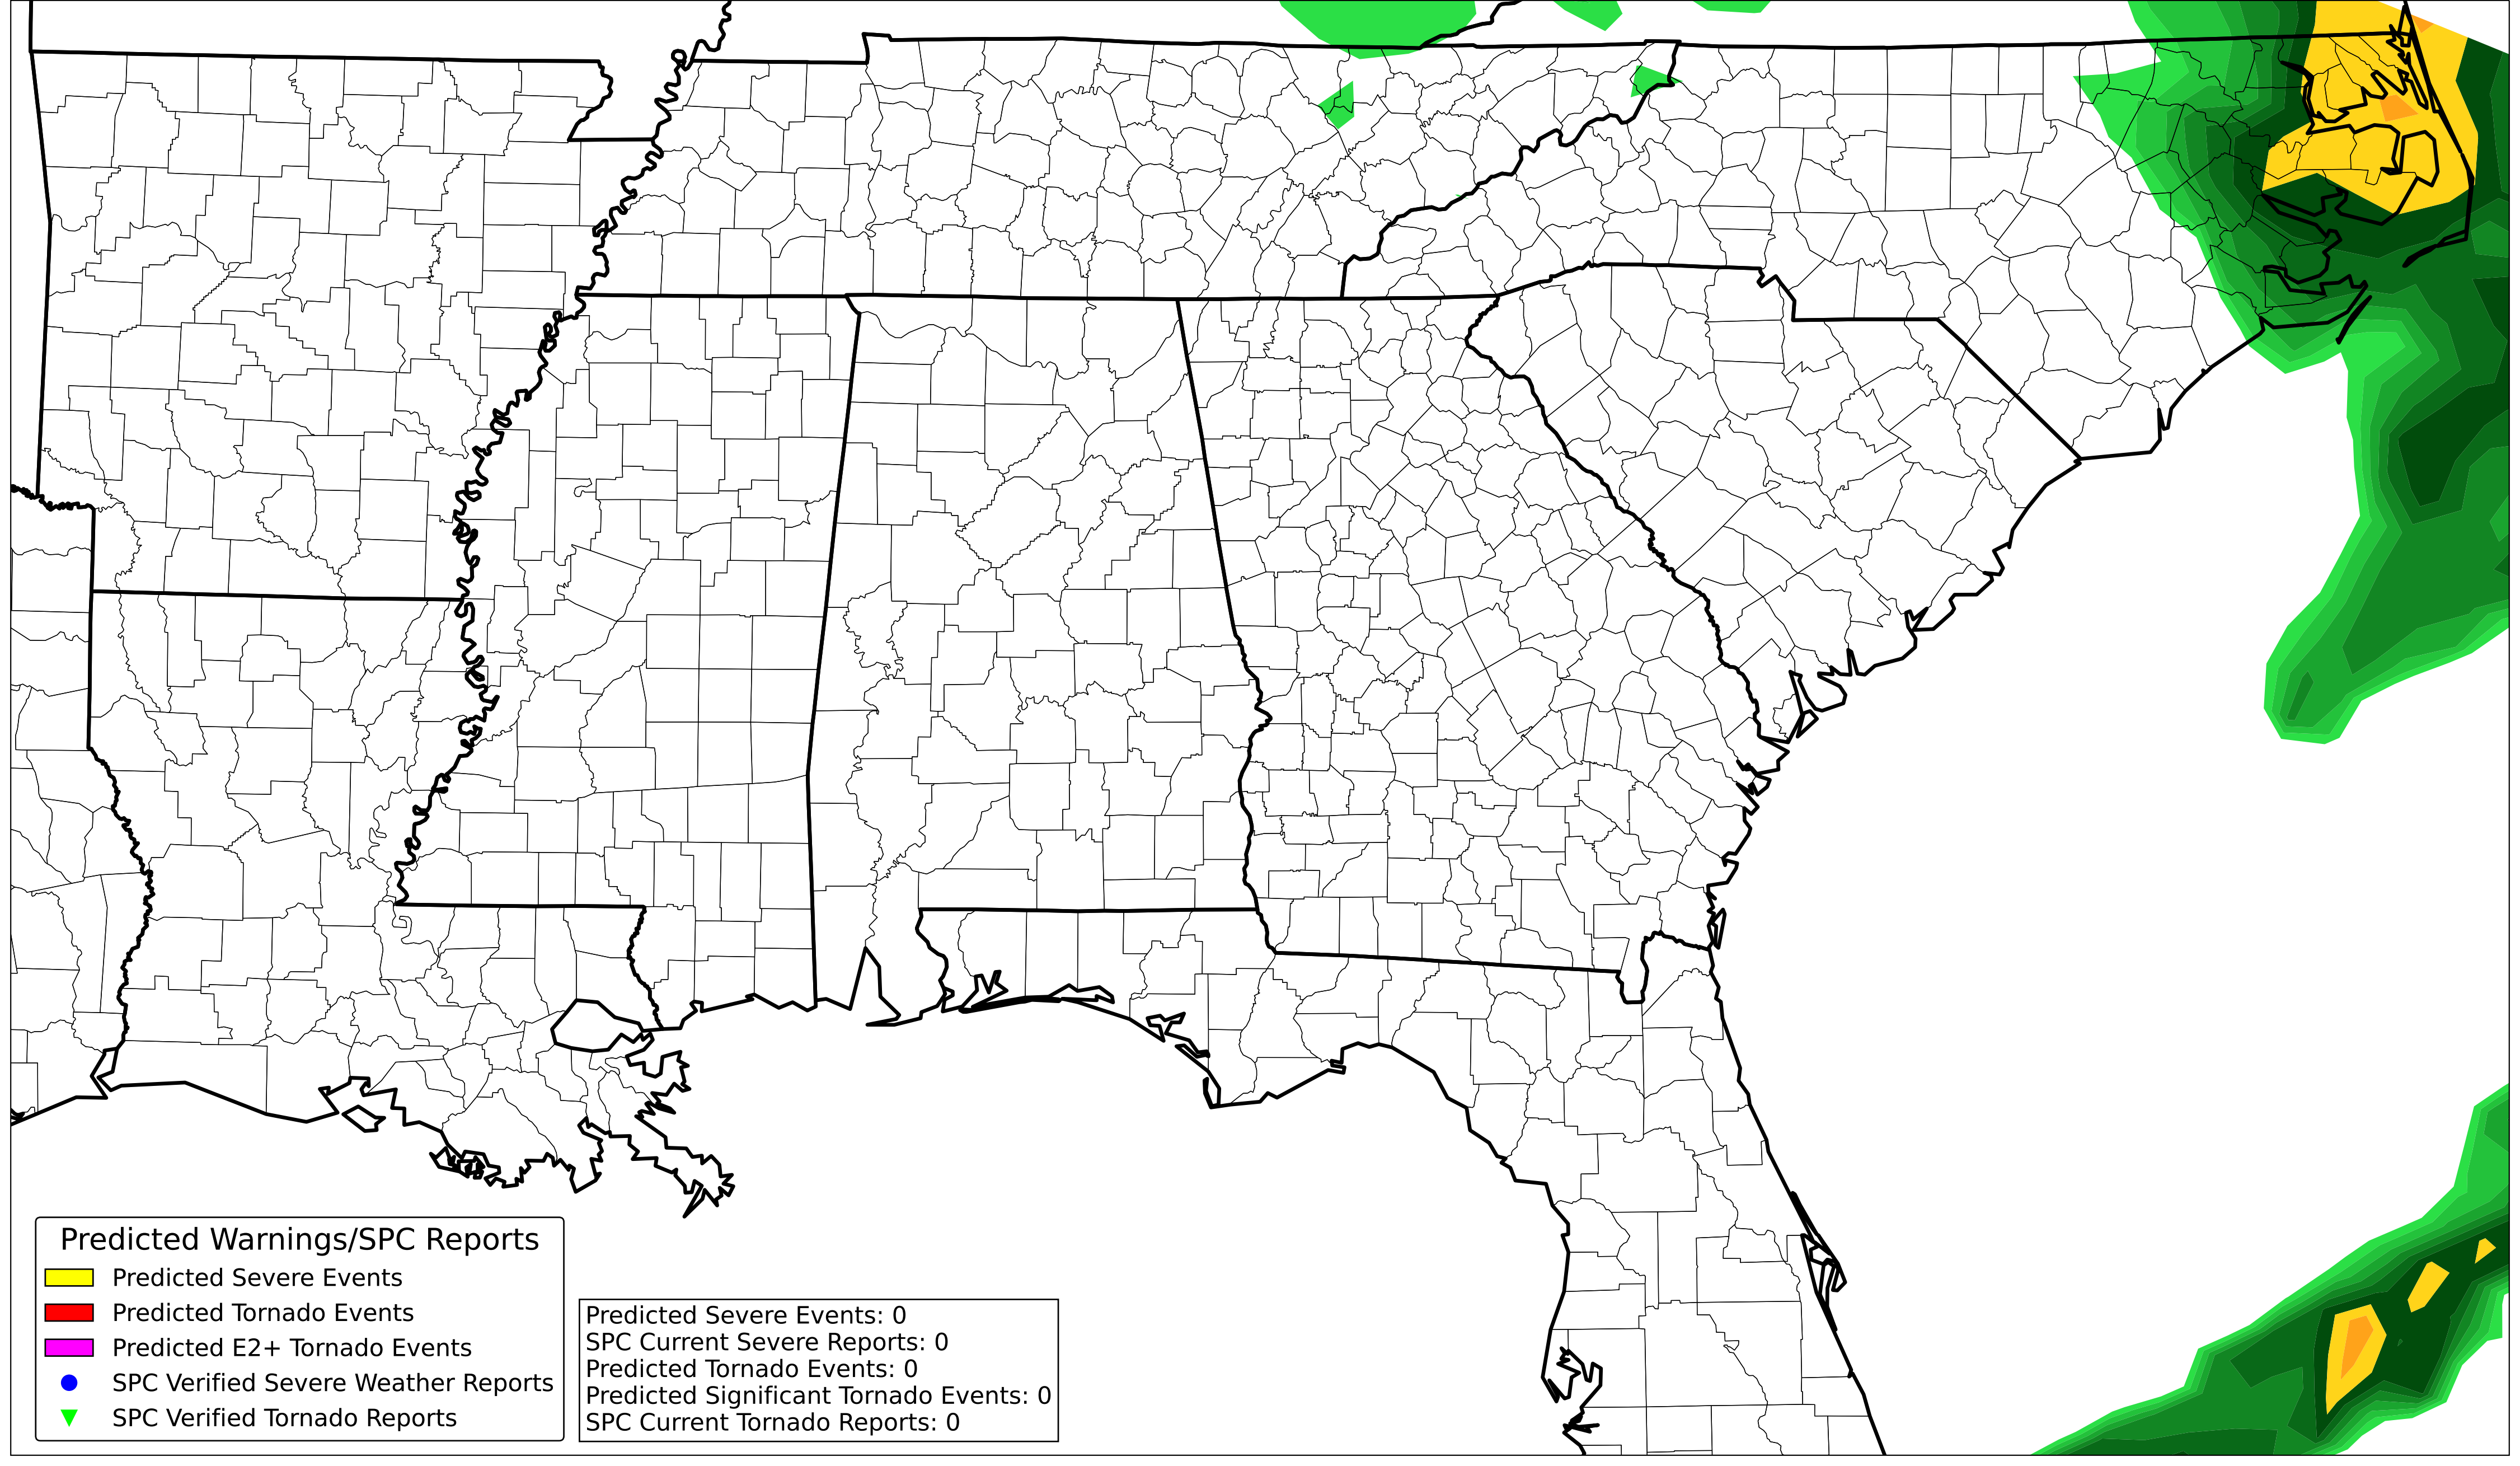 Predicted Warnings/SPC Reports
Predicted Severe Events
Predicted Tornado Events
Predicted E2+ Tornado Events
SPC Verified Severe Weather Reports
SPC Verified Tornado Reports
Predicted Severe Events: 0
SPC Current Severe Reports: 0
Predicted Tornado Events: 0
Predicted Significant Tornado Events: 0
SPC Current Tornado Reports: 0